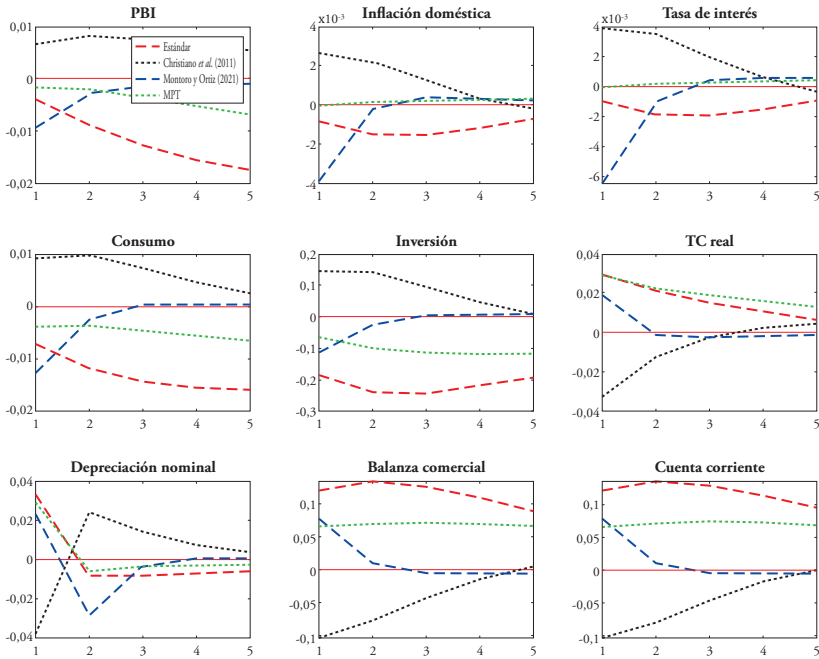 PBI
0,01
0
-0,01
-0,02
1 2 3 4 5
Estándar
Christiano et al. (2011)
Montoro y Ortiz (2021)
MPT
Inflación doméstica
x10-3
4
2
0
-2
-4
1 2 3 4 5
Tasa de interés
x10-3
4
2
0
-2
-4
-6
1 2 3 4 5
Consumo
0,01
0
-0,01
-0,02
1 2 3 4 5
Inversión
0,2
0,1
0
-0,1
-0,2
-0,3
1 2 3 4 5
TC real
0,04
0,02
0
-0,02
-0,04
1 2 3 4 5
Depreciación nominal
0,04
0,02
0
-0,02
-0,04
1 2 3 4 5
Balanza comercial
0,1
0,05
0
-0,05
-0,1
1 2 3 4 5
Cuenta corriente
0,1
0,05
0
-0,05
-0,1
1 2 3 4 5